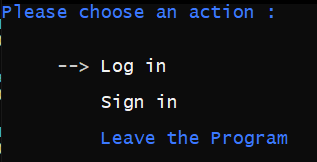 Please choose an action :
--> Log in
Sign in
Leave the Program